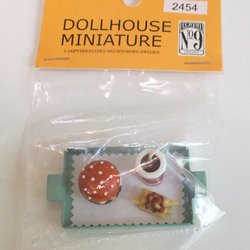 2454
DOLLHOUSE
MINIATURE
LAMPVERKSTADEN HELSINGBORG-SWEDEN
No 9